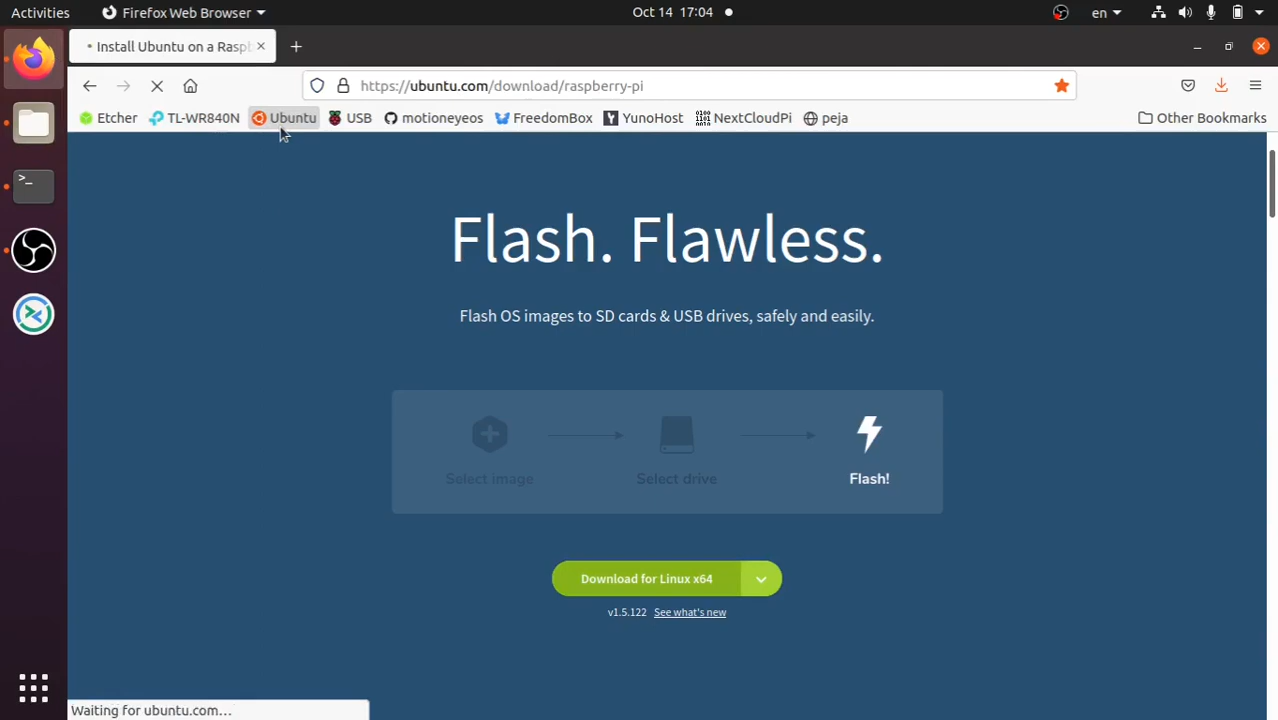 Activities
Firefox Web Browser
Oct 14 17:04
en
Install Ubuntu on a Raspb
https://ubuntu.com/download/raspberry-pi
Etcher
TL-WR840N
Ubuntu
USB
motioneyeos
FreedomBox
YunoHost
NextCloudPi
peja
Other Bookmarks
Flash. Flawless.
Flash OS images to SD cards & USB drives, safely and easily.
Select image
Select drive
Flash!
Download for Linux x64
v1.5.122 See what's new
Waiting for ubuntu.com…